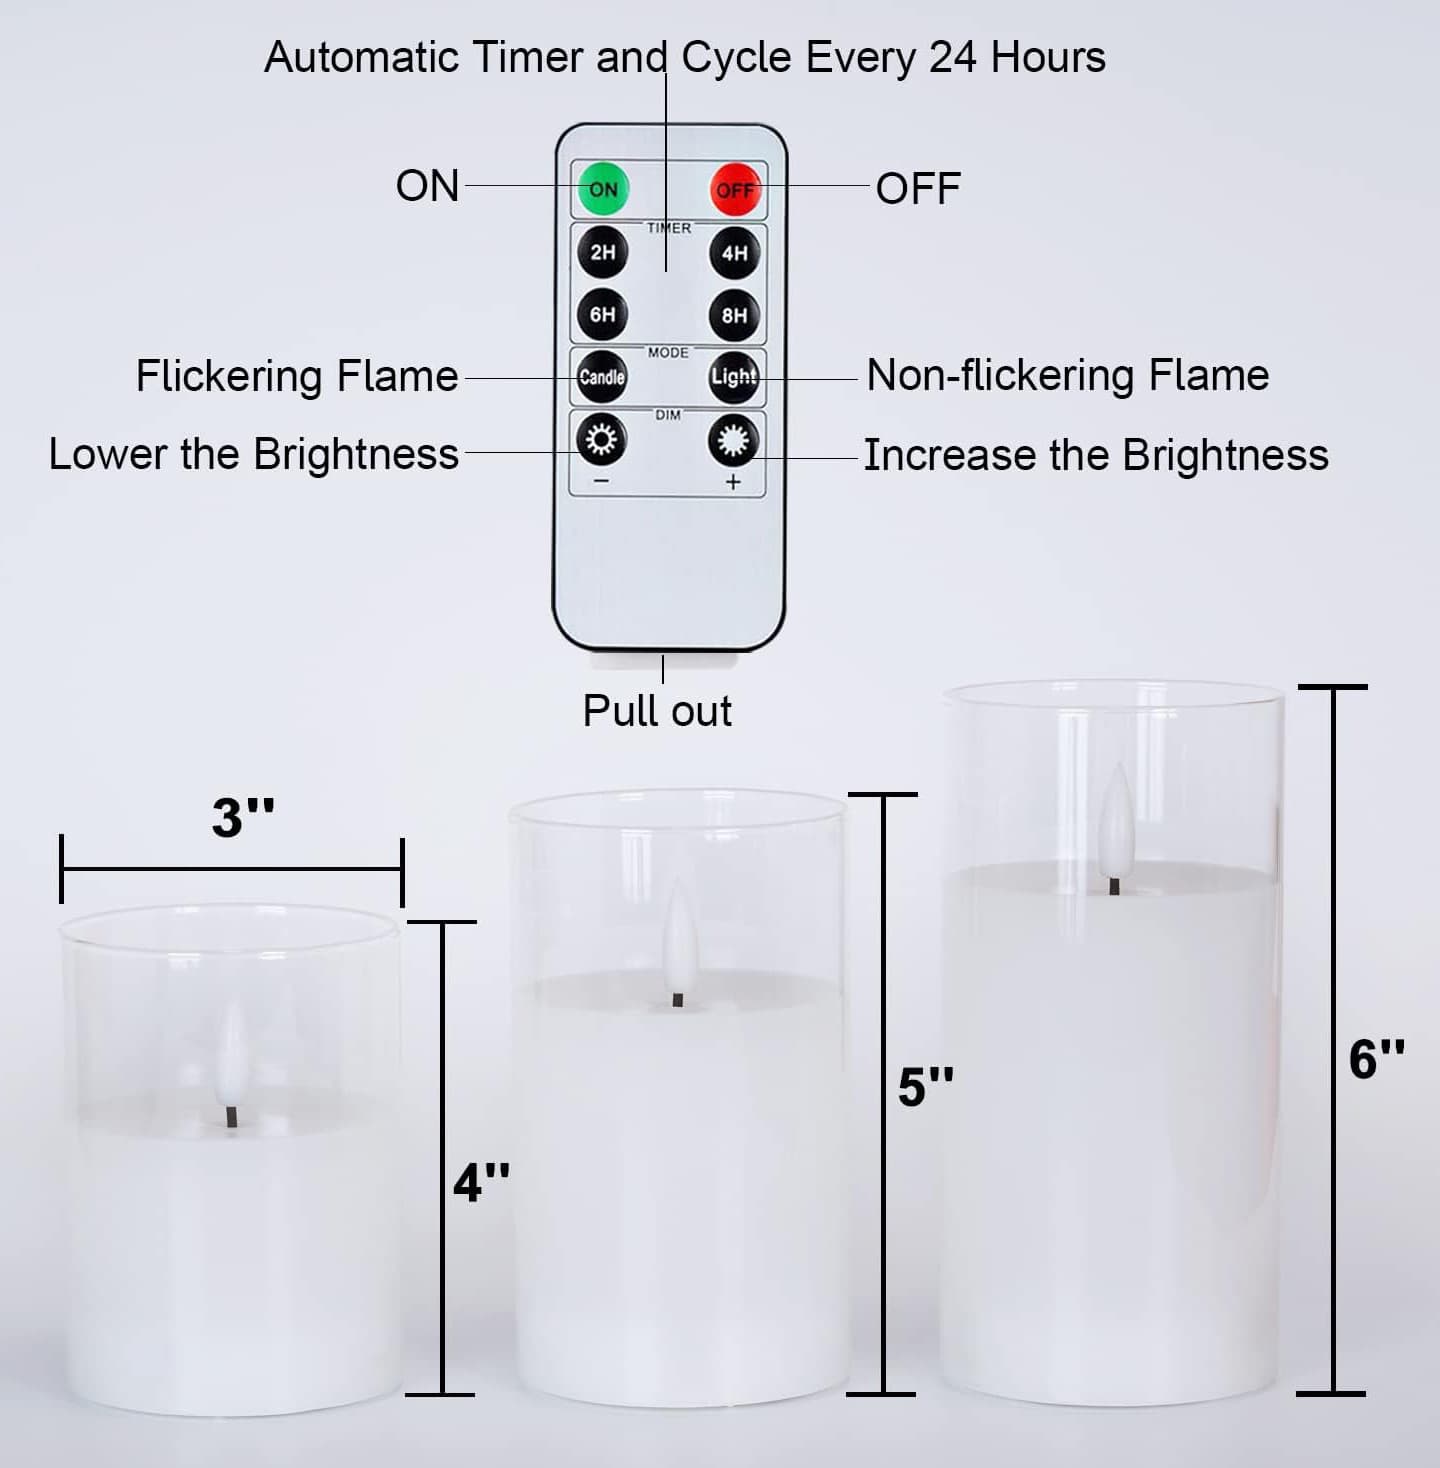 Automatic Timer and Cycle Every 24 Hours
ON
ON
OFF
OFF
TIMER
2H
4H
6H
8H
MODE
Flickering Flame
Candle
Light
Non-flickering Flame
DIM
Lower the Brightness
Increase the Brightness
− +
Pull out
3"
4"
5"
6"